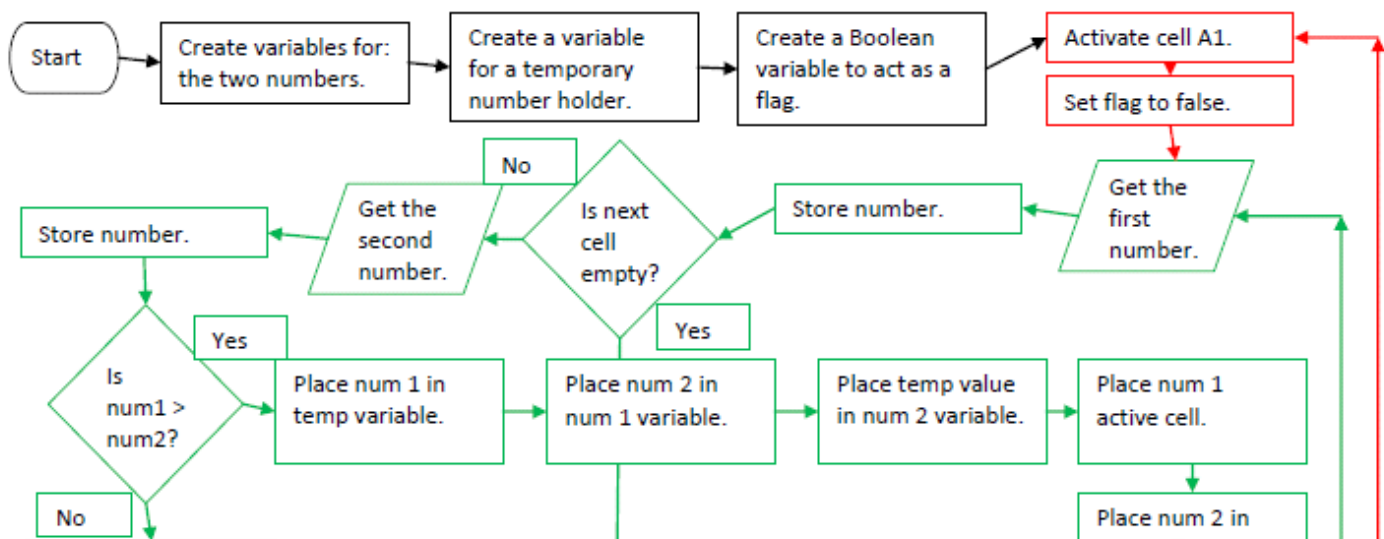 Start
Create variables for:
the two numbers.
Create a variable
for a temporary
number holder.
Create a Boolean
variable to act as a
flag.
Activate cell A1.
Set flag to false.
Get the
first
number.
Store number.
Is next
cell
empty?
No
Get the
second
number.
Store number.
Yes
Is
num1 >
num2?
Yes
Place num 1 in
temp variable.
Place num 2 in
num 1 variable.
Place temp value
in num 2 variable.
Place num 1
active cell.
Place num 2 in
No